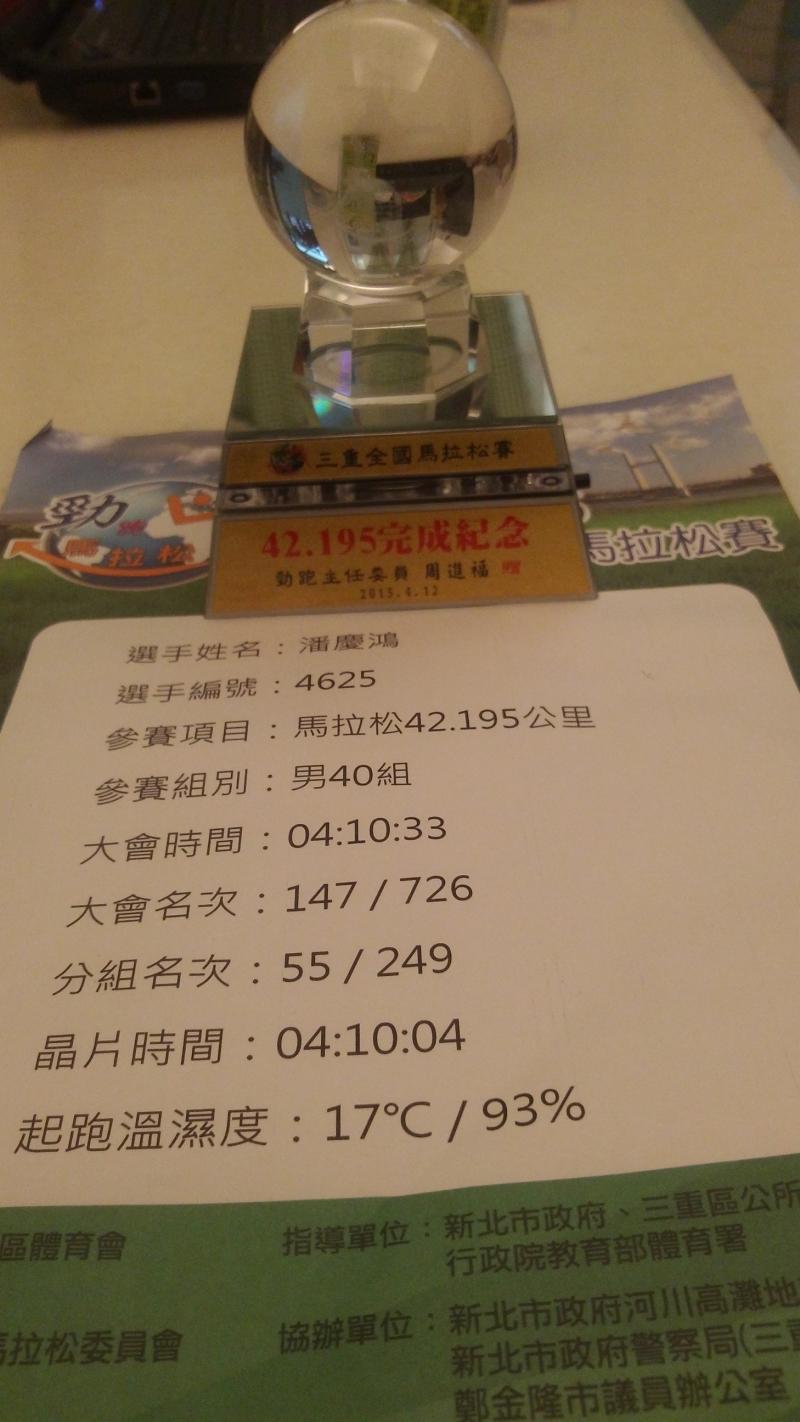 三重全國馬拉松賽
42.195完成紀念
勁跑主任委員 周進福 贈
2015.4.12
勁
拉松
馬拉松賽
選手姓名：潘慶鴻
選手編號：4625
參賽項目：馬拉松42.195公里
參賽組別：男40組
大會時間：04:10:33
大會名次：147 / 726
分組名次：55 / 249
晶片時間：04:10:04
起跑溫濕度：17℃ / 93%
區體育會
指導單位：新北市政府、三重區公所
行政院教育部體育署
馬拉松委員會
協辦單位：新北市政府河川高灘地
新北市政府警察局(三重
鄭金隆市議員辦公室